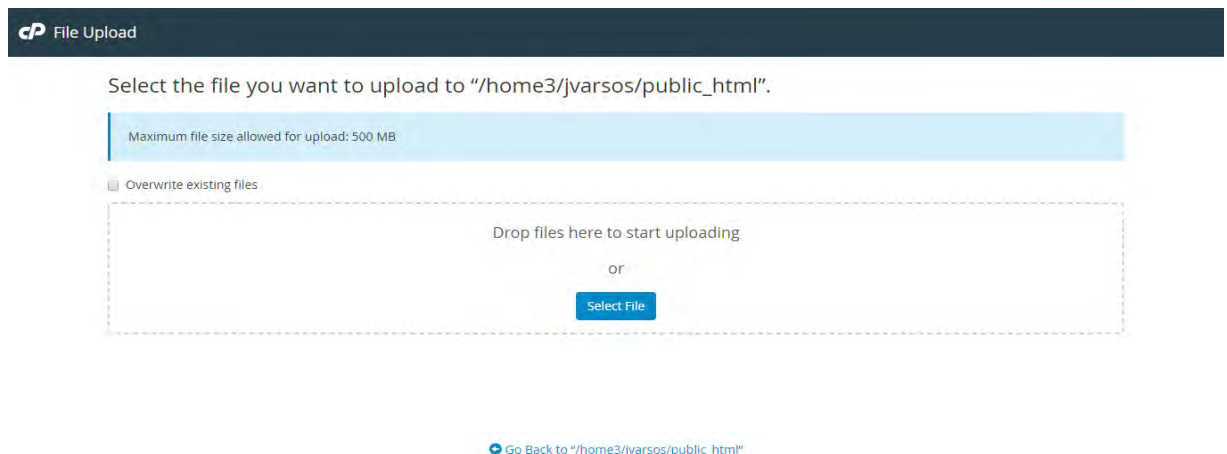 cP File Upload
Select the file you want to upload to “/home3/jvarsos/public_html”.
Maximum file size allowed for upload: 500 MB
Overwrite existing files
Drop files here to start uploading
or
Select File
Go Back to “/home3/jvarsos/public_html”